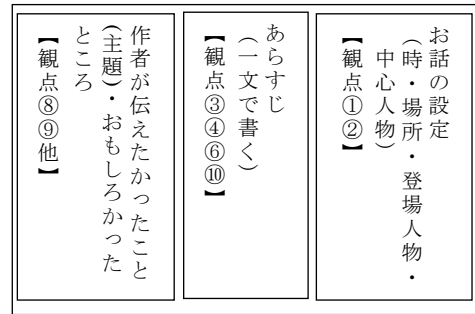 お話の設定
（時・場所・登場人物・
中心人物）
【観点①②】
あらすじ
（一文で書く）
【観点③④⑥⑩】
作者が伝えたかったこと
（主題）・おもしろかった
ところ
【観点⑧⑨他】